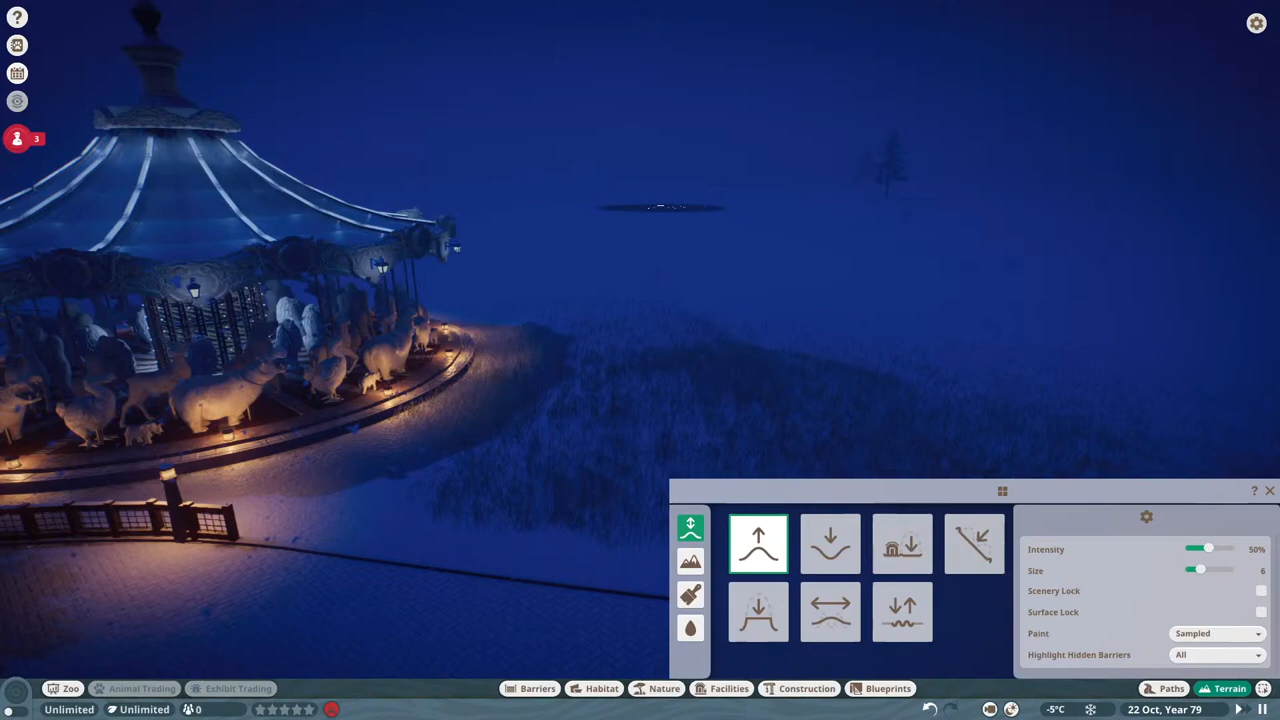 ?
3
?
Intensity 50%
Size 6
Scenery Lock
Surface Lock
Paint Sampled
Highlight Hidden Barriers All
Zoo Animal Trading Exhibit Trading Barriers Habitat Nature Facilities Construction Blueprints Paths Terrain
Unlimited Unlimited 0 -5°C 22 Oct, Year 79